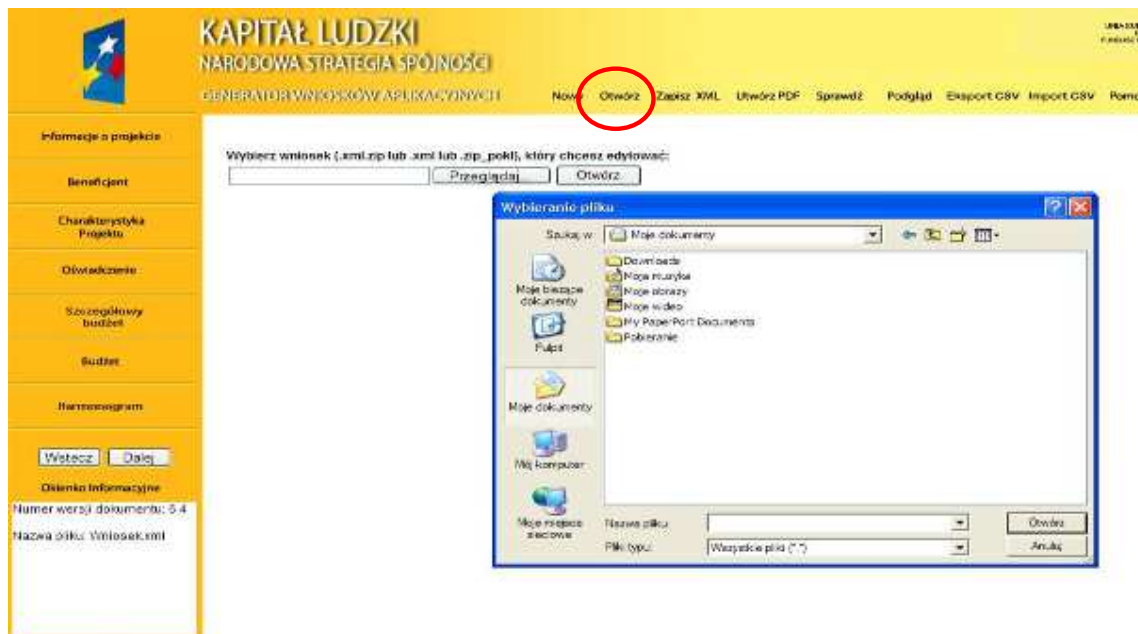 KAPITAŁ LUDZKI
NARODOWA STRATEGIA SPÓJNOŚCI
GENERATOR WNIOSKÓW APLIKACYJNYCH
Nowy Otwórz Zapisz XML Utwórz PDF Sprawdź Podgląd Eksport CSV Import CSV
Informacje o projekcie
Beneficjent
Charakterystyka
Projektu
Oświadczenie
Szczegółowy
budżet
Budżet
Harmonogram
Wstecz Dalej
Okienko Informacyjne
Numer wersji dokumentu: 6.4
Nazwa pliku: Wniosek.xml
Wybierz wniosek (.xml.zip lub .xml lub .zip_pokl), który chcesz edytować:
Przeglądaj... Otwórz
Wybieranie pliku
Szukaj w: Moje dokumenty
Moje bieżące
dokumenty
Pulpit
Moje dokumenty
Mój komputer
Moje miejsca
sieciowe
Downloads
Moja muzyka
Moje obrazy
Moje wideo
My PaperPort Documents
Pobieranie
Nazwa pliku: Otwórz
Pliki typu: Wszystkie pliki (*.*) Anuluj